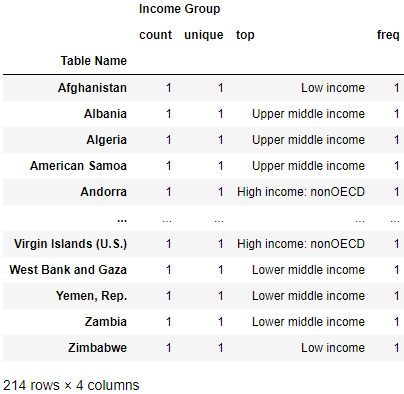 Income Group
count unique top freq
Table Name
Afghanistan 1 1 Low income 1
Albania 1 1 Upper middle income 1
Algeria 1 1 Upper middle income 1
American Samoa 1 1 Upper middle income 1
Andorra 1 1 High income: nonOECD 1
... ... ... ... ...
Virgin Islands (U.S.) 1 1 High income: nonOECD 1
West Bank and Gaza 1 1 Lower middle income 1
Yemen, Rep. 1 1 Lower middle income 1
Zambia 1 1 Lower middle income 1
Zimbabwe 1 1 Low income 1
214 rows × 4 columns